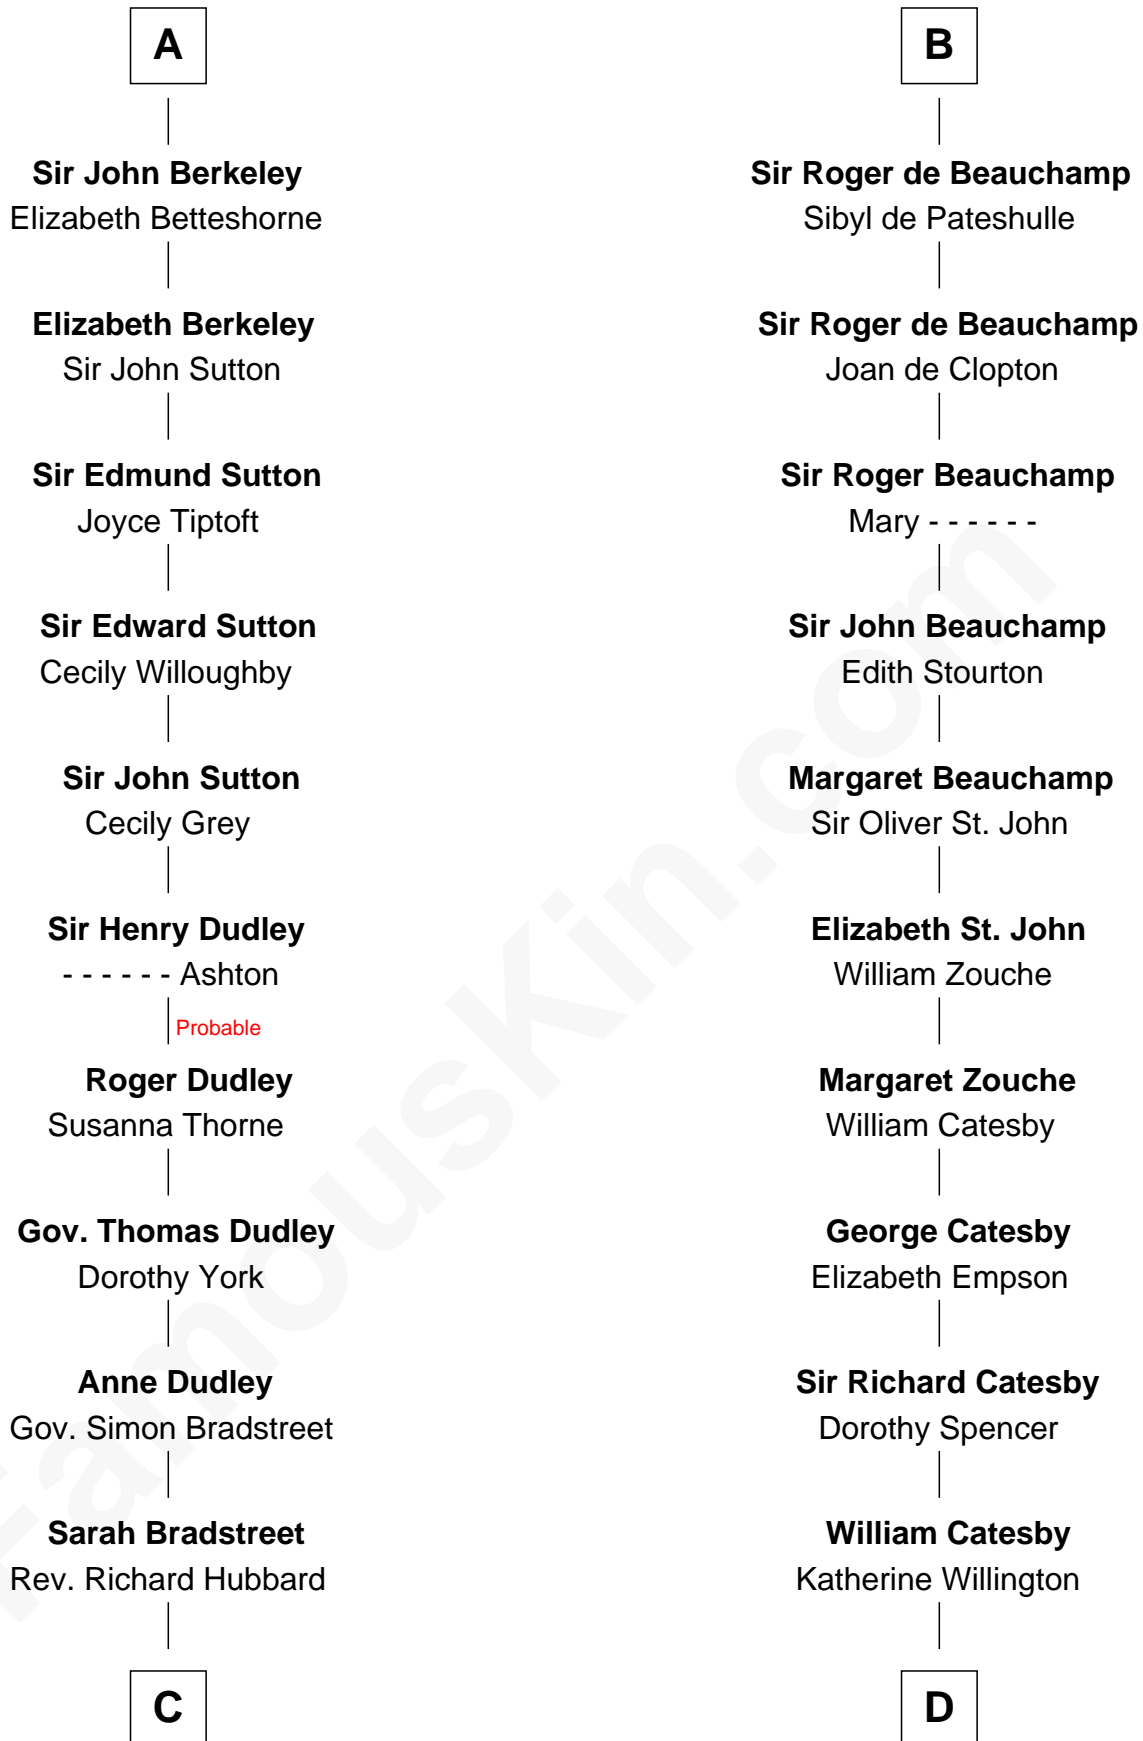 A
Sir John Berkeley
Elizabeth Betteshorne
Elizabeth Berkeley
Sir John Sutton
Sir Edmund Sutton
Joyce Tiptoft
Sir Edward Sutton
Cecily Willoughby
Sir John Sutton
Cecily Grey
Sir Henry Dudley
- - - - - - Ashton
Probable
Roger Dudley
Susanna Thorne
Gov. Thomas Dudley
Dorothy York
Anne Dudley
Gov. Simon Bradstreet
Sarah Bradstreet
Rev. Richard Hubbard
C
B
Sir Roger de Beauchamp
Sibyl de Pateshulle
Sir Roger de Beauchamp
Joan de Clopton
Sir Roger Beauchamp
Mary - - - - - -
Sir John Beauchamp
Edith Stourton
Margaret Beauchamp
Sir Oliver St. John
Elizabeth St. John
William Zouche
Margaret Zouche
William Catesby
George Catesby
Elizabeth Empson
Sir Richard Catesby
Dorothy Spencer
William Catesby
Katherine Willington
D
FamousKin.com